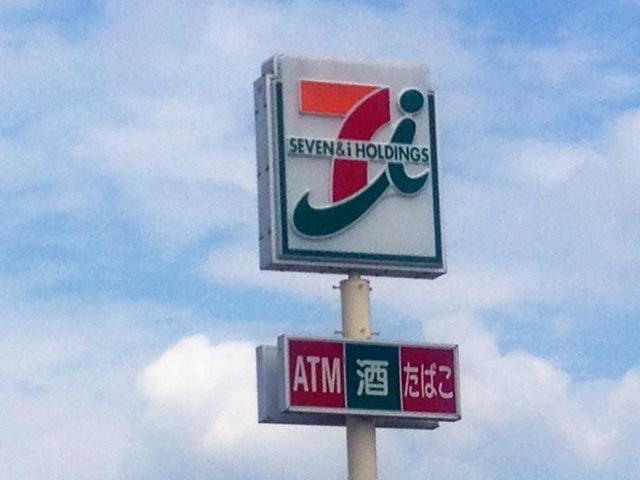 SEVEN&i HOLDINGS
ATM 酒 たばこ